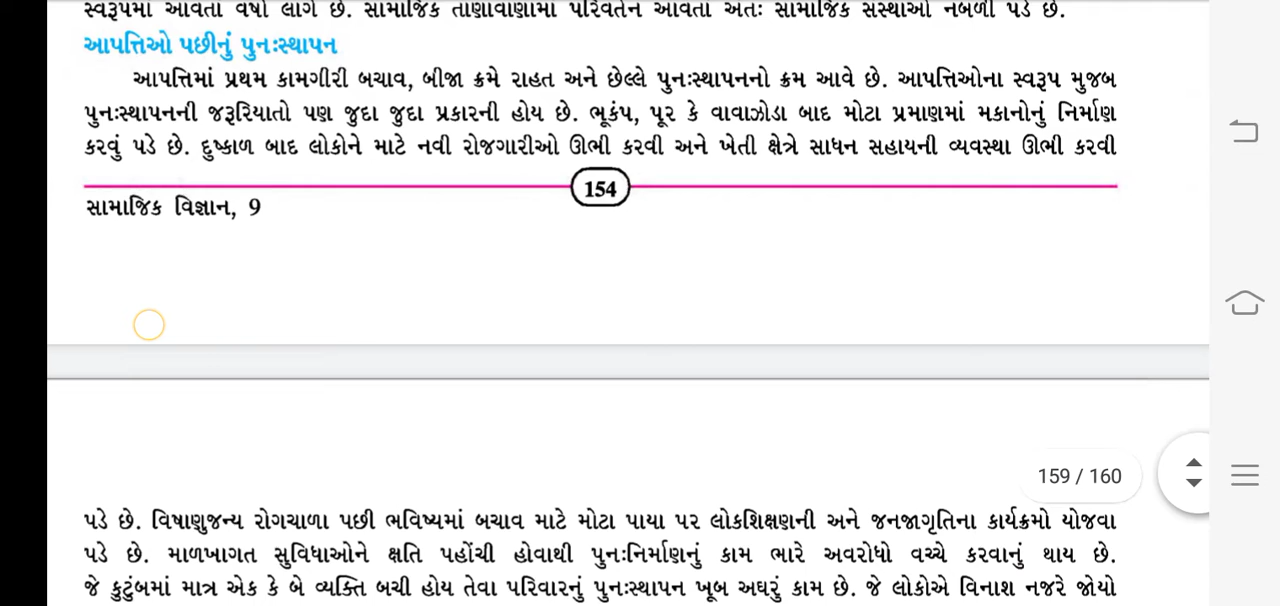 સ્વરૂપમાં આવતાં વર્ષો લાગે છે. સામાજિક તાણાવાણામાં પરિવર્તન આવતાં અંતઃ સામાજિક સંસ્થાઓ નબળી પડે છે.
આપત્તિઓ પછીનું પુનઃસ્થાપન
આપત્તિમાં પ્રથમ કામગીરી બચાવ, બીજા ક્રમે રાહત અને છેલ્લે પુનઃસ્થાપનનો ક્રમ આવે છે. આપત્તિઓના સ્વરૂપ મુજબ
પુનઃસ્થાપનની જરૂરિયાતો પણ જુદા જુદા પ્રકારની હોય છે. ભૂકંપ, પૂર કે વાવાઝોડા બાદ મોટા પ્રમાણમાં મકાનોનું નિર્માણ
કરવું પડે છે. દુષ્કાળ બાદ લોકોને માટે નવી રોજગારીઓ ઊભી કરવી અને ખેતી ક્ષેત્રે સાધન સહાયની વ્યવસ્થા ઊભી કરવી
154
સામાજિક વિજ્ઞાન, 9
159 / 160
પડે છે. વિષાણુજન્ય રોગચાળા પછી ભવિષ્યમાં બચાવ માટે મોટા પાયા પર લોકશિક્ષણની અને જનજાગૃતિના કાર્યક્રમો યોજવા
પડે છે. માળખાગત સુવિધાઓને ક્ષતિ પહોંચી હોવાથી પુનઃનિર્માણનું કામ ભારે અવરોધો વચ્ચે કરવાનું થાય છે.
જે કુટુંબમાં માત્ર એક કે બે વ્યક્તિ બચી હોય તેવા પરિવારનું પુનઃસ્થાપન ખૂબ અઘરું કામ છે. જે લોકોએ વિનાશ નજરે જોયો